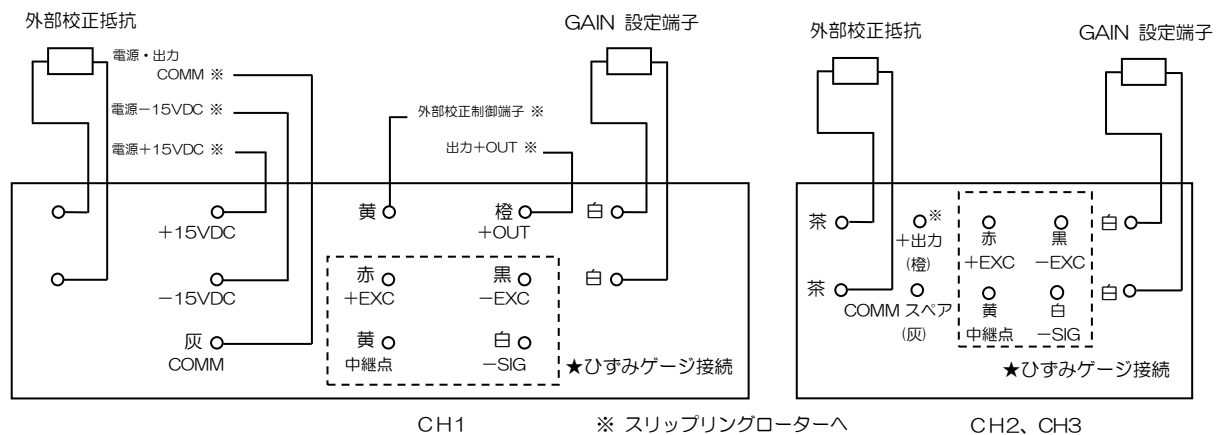 外部校正抵抗
電源・出力
COMM ※
電源−15VDC ※
電源+15VDC ※
外部校正制御端子 ※
出力+OUT ※
GAIN 設定端子
+15VDC
黄
橙
+OUT
白
−15VDC
赤
+EXC
黒
−EXC
白
灰
COMM
黄
中継点
白
−SIG
★ひずみゲージ接続
CH1
※ スリップリングローターへ
外部校正抵抗
GAIN 設定端子
茶
※
+出力
(橙)
赤
+EXC
黒
−EXC
白
茶
COMM スペア
(灰)
黄
中継点
白
−SIG
白
★ひずみゲージ接続
CH2、CH3